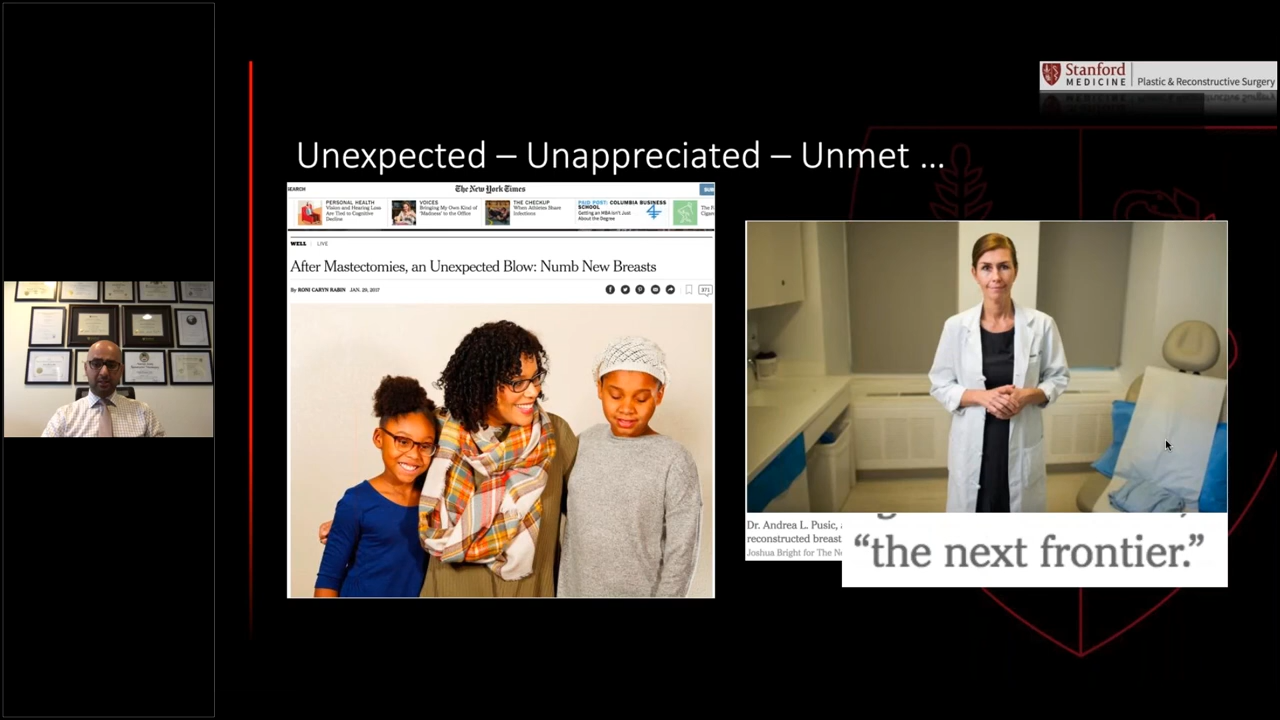 Stanford
MEDICINE
Plastic & Reconstructive Surgery
Unexpected – Unappreciated – Unmet ...
SEARCH
The New York Times
SUB
PERSONAL HEALTH
Vision and Hearing Loss
Are Tied to Cognitive
Decline
VOICES
Bringing My Own Kind of
'Madness' to the Office
THE CHECKUP
When Athletes Share
Infections
PAID POST: COLUMBIA BUSINESS
SCHOOL
Getting an MBA Isn't Just
About the Degree
The F
Cigar
WELL | LIVE
After Mastectomies, an Unexpected Blow: Numb New Breasts
By RONI CARYN RABIN JAN. 29, 2017
371
Dr. Andrea L. Pusic,
reconstructed breast
Joshua Bright for The Ne
“the next frontier.”